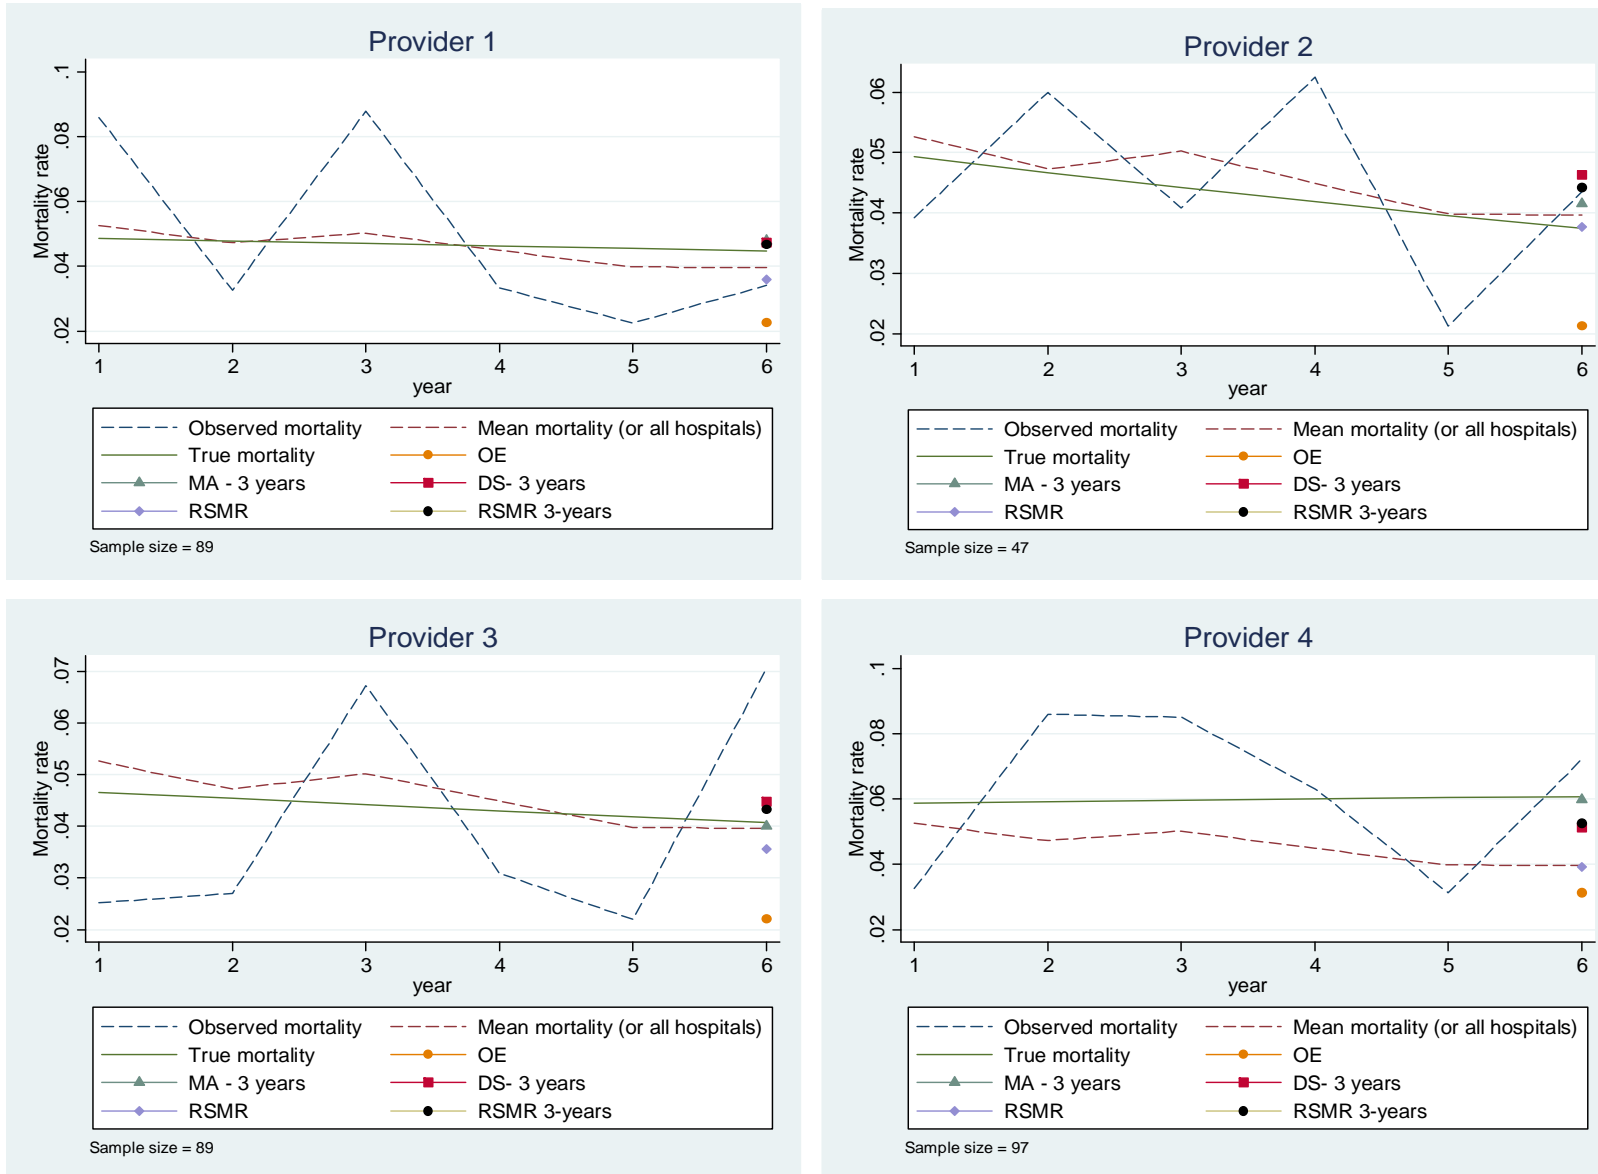 Provider 1
Mortality rate
.1
.08
.06
.04
.02
1 2 3 4 5 6
year
Observed mortality Mean mortality (or all hospitals)
True mortality OE
MA - 3 years DS- 3 years
RSMR RSMR 3-years
Sample size = 89
Provider 2
Mortality rate
.06
.05
.04
.03
.02
1 2 3 4 5 6
year
Observed mortality Mean mortality (or all hospitals)
True mortality OE
MA - 3 years DS- 3 years
RSMR RSMR 3-years
Sample size = 47
Provider 3
Mortality rate
.07
.06
.05
.04
.03
.02
1 2 3 4 5 6
year
Observed mortality Mean mortality (or all hospitals)
True mortality OE
MA - 3 years DS- 3 years
RSMR RSMR 3-years
Sample size = 89
Provider 4
Mortality rate
.1
.08
.06
.04
.02
1 2 3 4 5 6
year
Observed mortality Mean mortality (or all hospitals)
True mortality OE
MA - 3 years DS- 3 years
RSMR RSMR 3-years
Sample size = 97